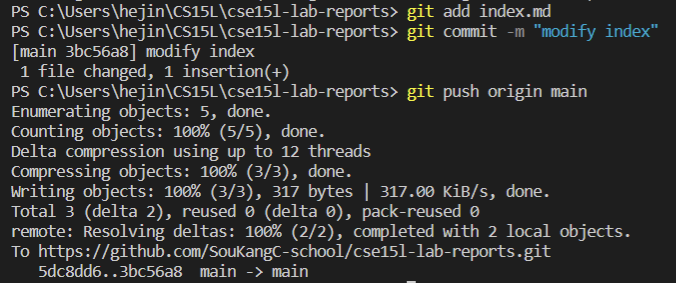 PS C:\Users\hejin\CS15L\cse15l-lab-reports> git add index.md
PS C:\Users\hejin\CS15L\cse15l-lab-reports> git commit -m "modify index"
[main 3bc56a8] modify index
 1 file changed, 1 insertion(+)
PS C:\Users\hejin\CS15L\cse15l-lab-reports> git push origin main
Enumerating objects: 5, done.
Counting objects: 100% (5/5), done.
Delta compression using up to 12 threads
Compressing objects: 100% (3/3), done.
Writing objects: 100% (3/3), 317 bytes | 317.00 KiB/s, done.
Total 3 (delta 2), reused 0 (delta 0), pack-reused 0
remote: Resolving deltas: 100% (2/2), completed with 2 local objects.
To https://github.com/SouKangC-school/cse15l-lab-reports.git
   5dc8dd6..3bc56a8  main -> main